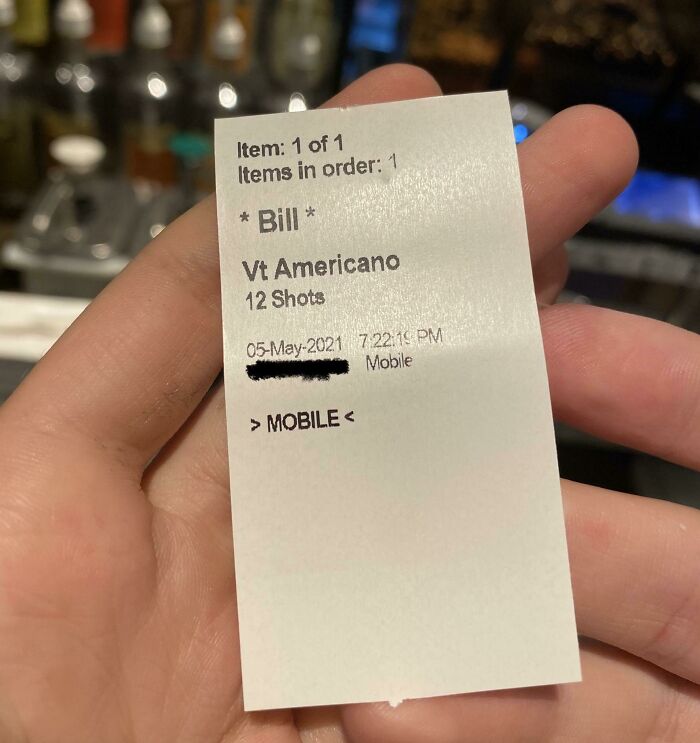 Item: 1 of 1
Items in order: 1
* Bill *
Vt Americano
12 Shots
05-May-2021 7:22:19 PM
Mobile
> MOBILE <